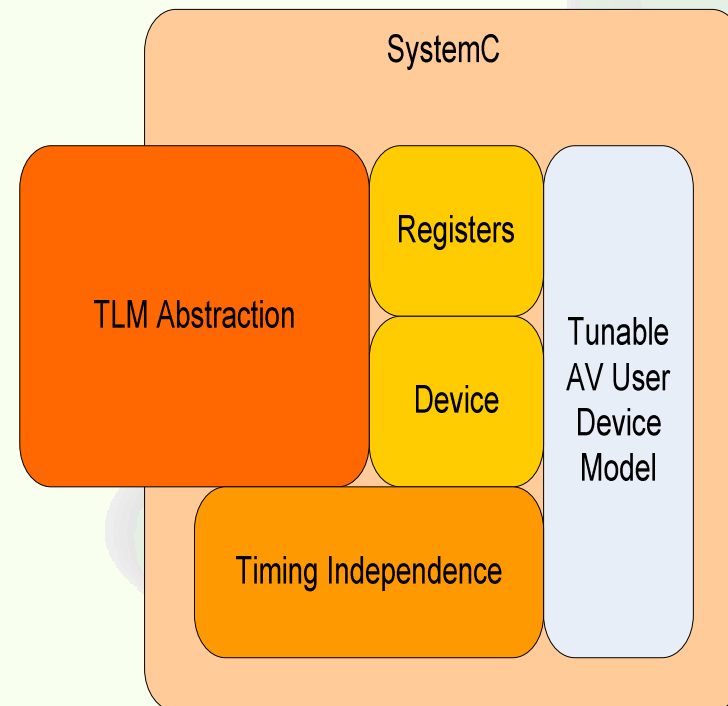 SystemC
TLM Abstraction
Registers
Device
Tunable
AV User
Device
Model
Timing Independence